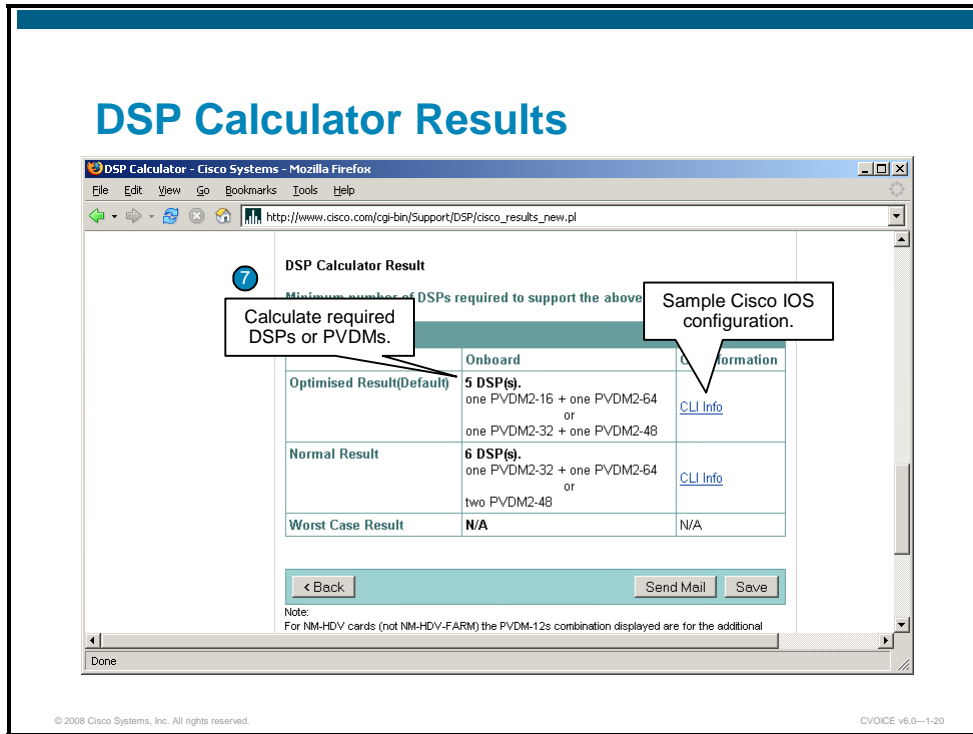 DSP Calculator Results
DSP Calculator - Cisco Systems - Mozilla Firefox
File Edit View Go Bookmarks Tools Help
http://www.cisco.com/cgi-bin/Support/DSP/cisco_results_new.pl
DSP Calculator Result
7
Minimum number of DSPs required to support the above
Calculate required
DSPs or PVDMs.
Sample Cisco IOS
configuration.
Onboard
Optimised Result(Default)
5 DSP(s).
one PVDM2-16 + one PVDM2-64
or
one PVDM2-32 + one PVDM2-48
CLI Info
Normal Result
6 DSP(s).
one PVDM2-32 + one PVDM2-64
or
two PVDM2-48
CLI Info
Worst Case Result N/A N/A
< Back Send Mail Save
Note:
For NM-HDV cards (not NM-HDV-FARM) the PVDM-12s combination displayed are for the additional
Done
© 2008 Cisco Systems, Inc. All rights reserved.
CVOICE v6.0—1-20